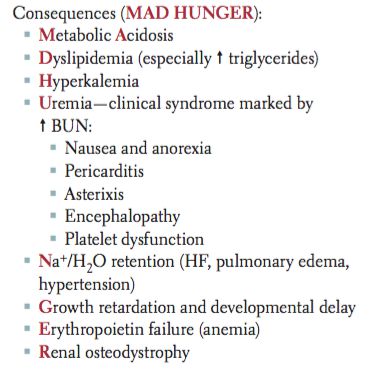 Consequences (MAD HUNGER):
Metabolic Acidosis
Dyslipidemia (especially ↑ triglycerides)
Hyperkalemia
Uremia—clinical syndrome marked by
↑ BUN:
Nausea and anorexia
Pericarditis
Asterixis
Encephalopathy
Platelet dysfunction
Na⁺/H₂O retention (HF, pulmonary edema,
hypertension)
Growth retardation and developmental delay
Erythropoietin failure (anemia)
Renal osteodystrophy